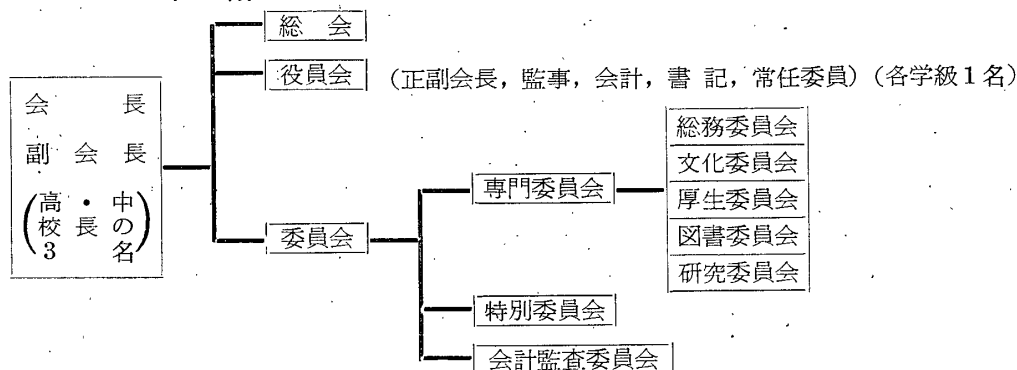 会長
副会長
(高・中
校長の
3名)
総会
役員会 (正副会長,監事,会計,書記,常任委員)(各学級1名)
委員会
専門委員会
総務委員会
文化委員会
厚生委員会
図書委員会
研究委員会
特別委員会
会計監査委員会